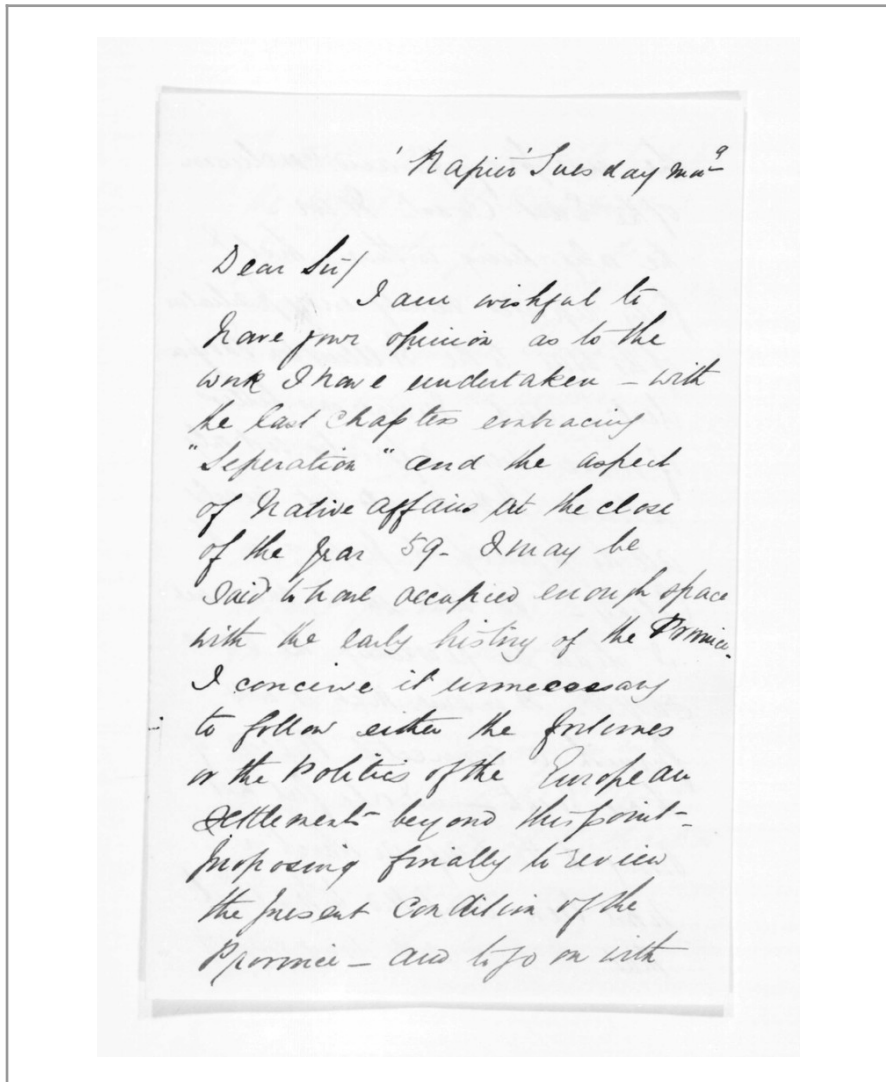 'Napier' Tuesday Mor^g
Dear Sir/
I am wishful to
have your opinion as to the
work I have undertaken – with
the last chapters embracing
"Seperation" and the aspect
of Native affairs at the close
of the year 59 – I may be
said to have occupied enough space
with the early history of the Province.
I conceive it unnecessary
to follow either the fortunes
or the Politics of the European
settlements beyond this point –
proposing finally to review
the present condition of the
Province – and to go on with